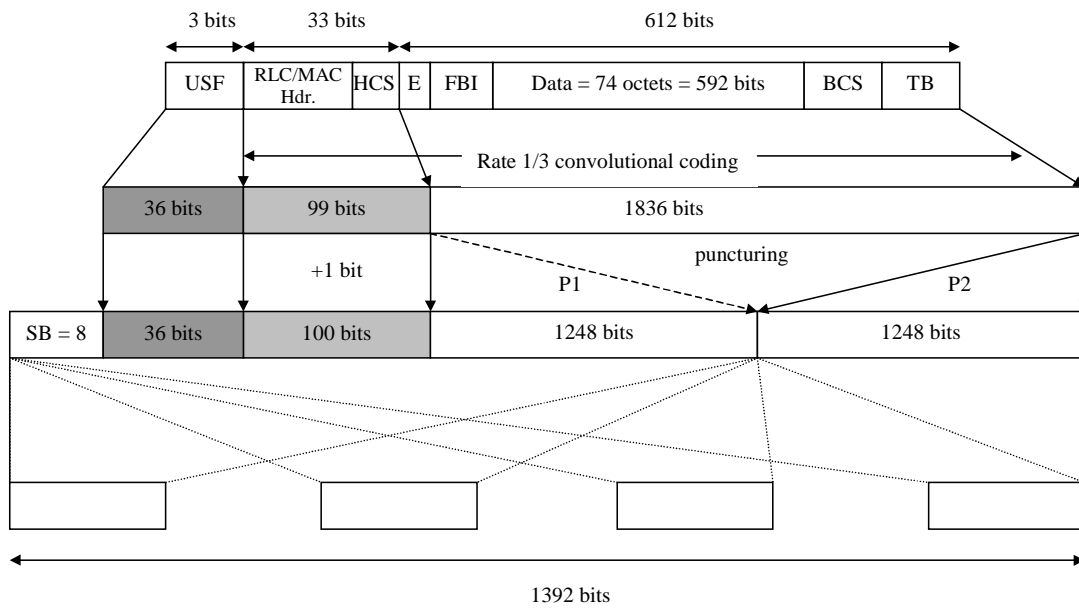 3 bits 33 bits 612 bits
USF RLC/MAC Hdr. HCS E FBI Data = 74 octets = 592 bits BCS TB
Rate 1/3 convolutional coding
36 bits 99 bits 1836 bits
puncturing
+1 bit P1 P2
SB = 8 36 bits 100 bits 1248 bits 1248 bits
1392 bits